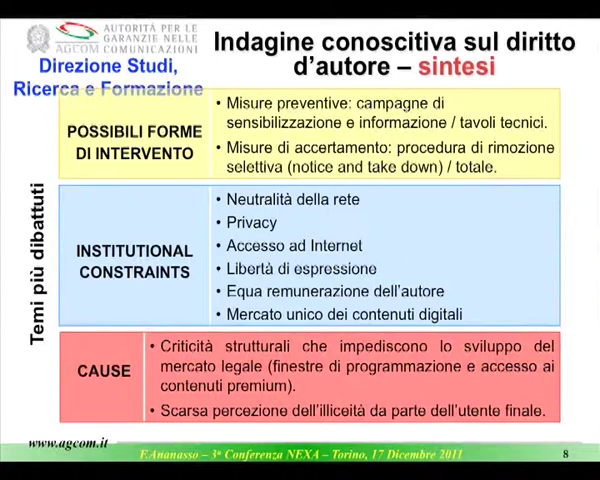 AUTORITÀ PER LE
GARANZIE NELLE
AGCOM COMUNICAZIONI
Direzione Studi,
Ricerca e Formazione
Indagine conoscitiva sul diritto
d'autore – sintesi
Temi più dibattuti
POSSIBILI FORME
DI INTERVENTO
• Misure preventive: campagne di
sensibilizzazione e informazione / tavoli tecnici.
• Misure di accertamento: procedura di rimozione
selettiva (notice and take down) / totale.
INSTITUTIONAL
CONSTRAINTS
• Neutralità della rete
• Privacy
• Accesso ad Internet
• Libertà di espressione
• Equa remunerazione dell'autore
• Mercato unico dei contenuti digitali
CAUSE
• Criticità strutturali che impediscono lo sviluppo del
mercato legale (finestre di programmazione e accesso ai
contenuti premium).
• Scarsa percezione dell'illiceità da parte dell'utente finale.
www.agcom.it
F.Ananasso – 3ª Conferenza NEXA – Torino, 17 Dicembre 2011
8